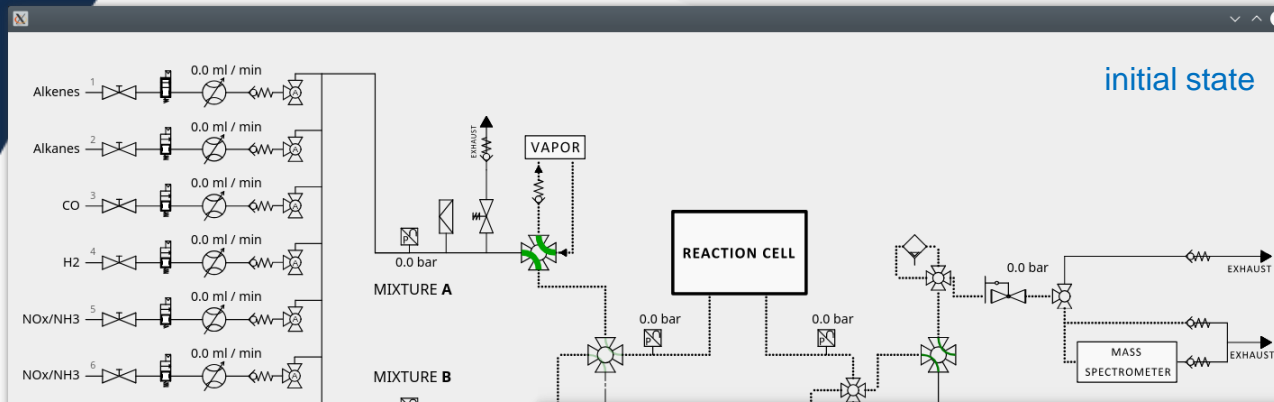 initial state
1
0.0 ml / min
Alkenes
A
2
0.0 ml / min
Alkanes
A
3
0.0 ml / min
CO
A
4
0.0 ml / min
H2
A
5
0.0 ml / min
NOx/NH3
A
6
0.0 ml / min
NOx/NH3
A
EXHAUST
VAPOR
P
0.0 bar
MIXTURE A
REACTION CELL
0.0 bar
P
0.0 bar
P
0.0 bar
EXHAUST
MASS
SPECTROMETER
EXHAUST
MIXTURE B